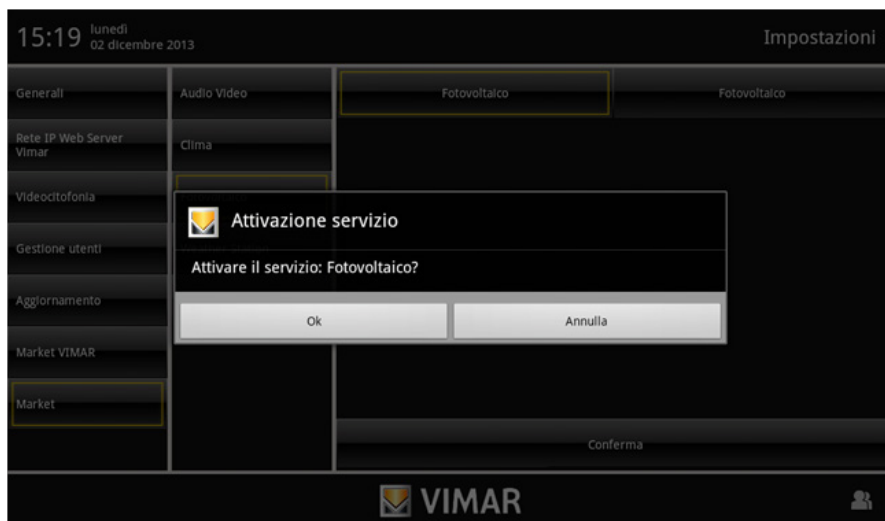 15:19 lunedì
02 dicembre 2013
Impostazioni
Generali
Audio Video
Fotovoltaico
Fotovoltaico
Rete IP Web Server
Vimar
Clima
Videocitofonia
Gestione utenti
Aggiornamento
Market VIMAR
Market
Attivazione servizio
Attivare il servizio: Fotovoltaico?
Ok
Annulla
Conferma
VIMAR